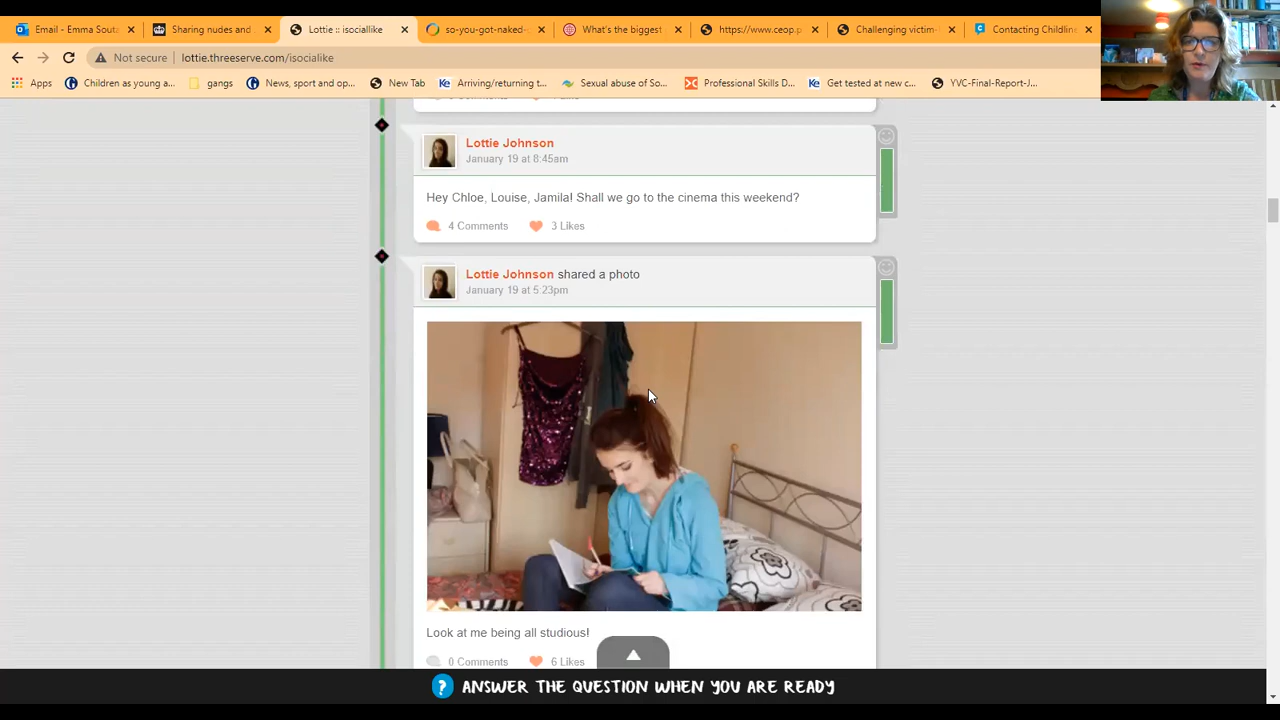 Email - Emma Souta
Sharing nudes and
Lottie :: isociallike
so-you-got-naked-
What's the biggest
https://www.ceop.p
Challenging victim-
Contacting Childline
Not secure | lottie.threeserve.com/isocialike
Apps
Children as young a...
gangs
News, sport and op...
New Tab
Ke Arriving/returning t...
Sexual abuse of So...
Professional Skills D...
Ke Get tested at new c...
YVC-Final-Report-J...
Lottie Johnson
January 19 at 8:45am
Hey Chloe, Louise, Jamila! Shall we go to the cinema this weekend?
4 Comments 3 Likes
Lottie Johnson shared a photo
January 19 at 5:23pm
Look at me being all studious!
0 Comments 6 Likes
? ANSWER THE QUESTION WHEN YOU ARE READY